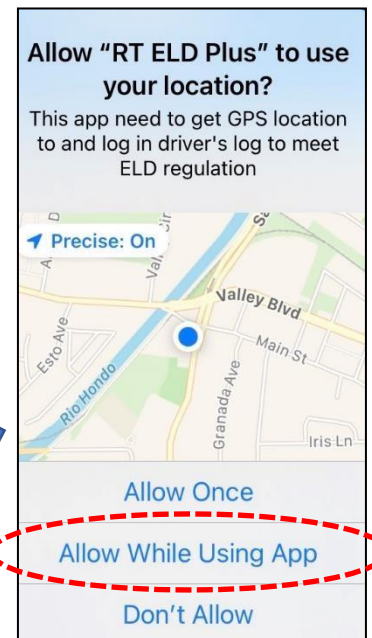 Allow “RT ELD Plus” to use
your location?
This app need to get GPS location
to and log in driver's log to meet
ELD regulation
Precise: On
Valley Blvd
Main St
Esto Ave
Rio Hondo
Granada Ave
Iris Ln
Allow Once
Allow While Using App
Don’t Allow